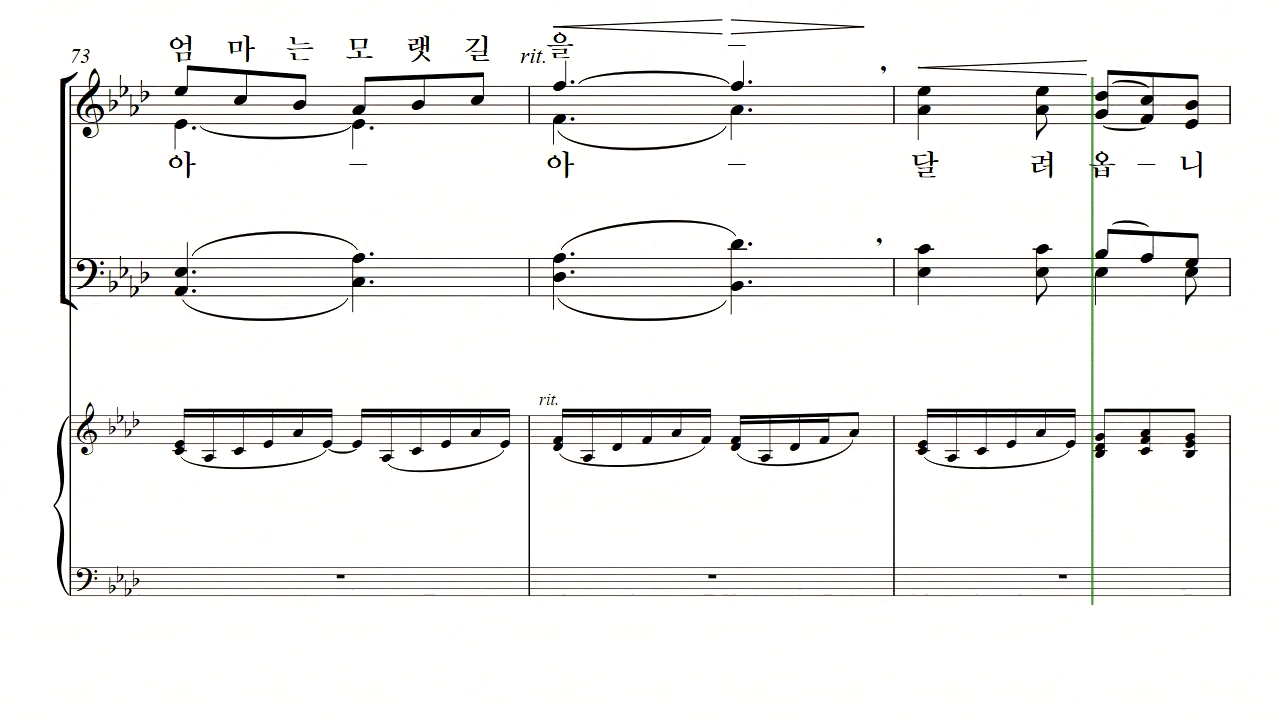 엄 마 는 모 랫 길 을 –
73
rit.
아 – 아 – 달 려 옵 – 니
rit.